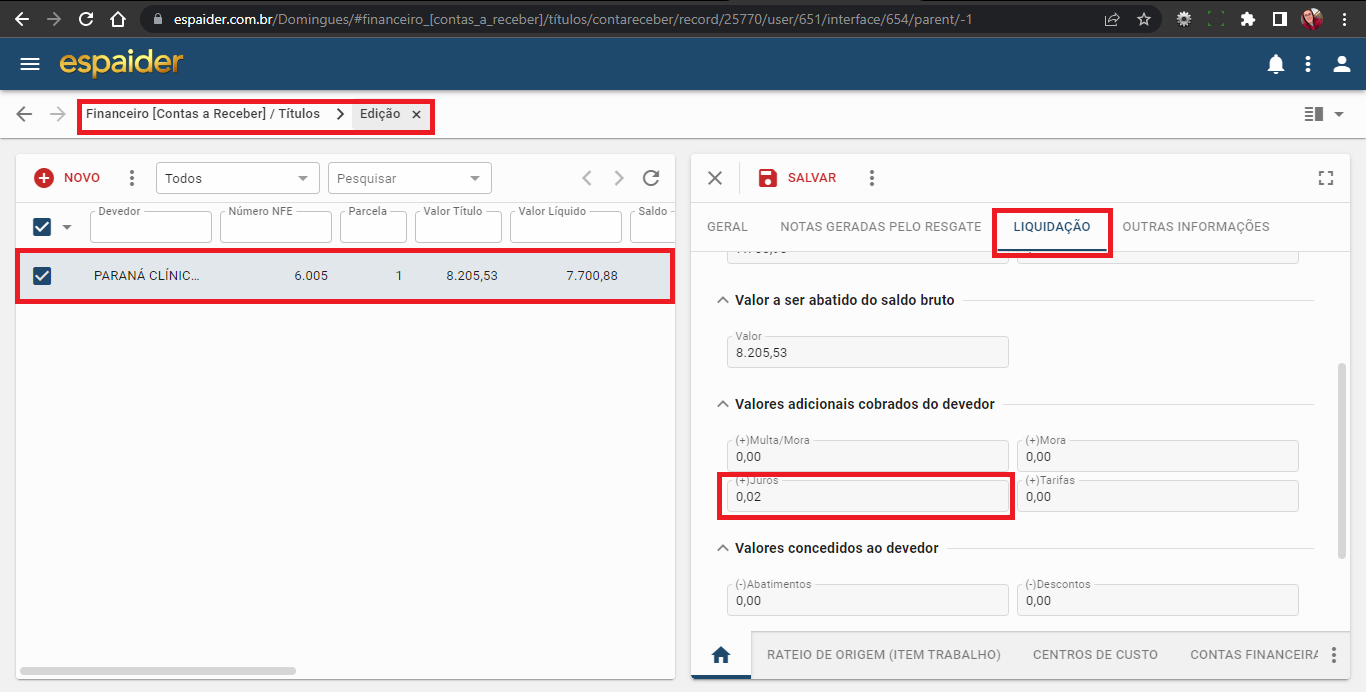 espaider.com.br/Domingues/#financeiro_[contas_a_receber]/títulos/contareceber/record/25770/user/651/interface/654/parent/-1
espaider
Financeiro [Contas a Receber] / Títulos > Edição ×
NOVO Todos Pesquisar
Devedor Número NFE Parcela Valor Título Valor Líquido Saldo
PARANÁ CLÍNIC... 6.005 1 8.205,53 7.700,88
SALVAR
GERAL NOTAS GERADAS PELO RESGATE LIQUIDAÇÃO OUTRAS INFORMAÇÕES
Valor a ser abatido do saldo bruto
Valor
8.205,53
Valores adicionais cobrados do devedor
(+)Multa/Mora (+)Mora
0,00 0,00
(+)Juros (+)Tarifas
0,02 0,00
Valores concedidos ao devedor
(-)Abatimentos (-)Descontos
0,00 0,00
RATEIO DE ORIGEM (ITEM TRABALHO) CENTROS DE CUSTO CONTAS FINANCEIRA